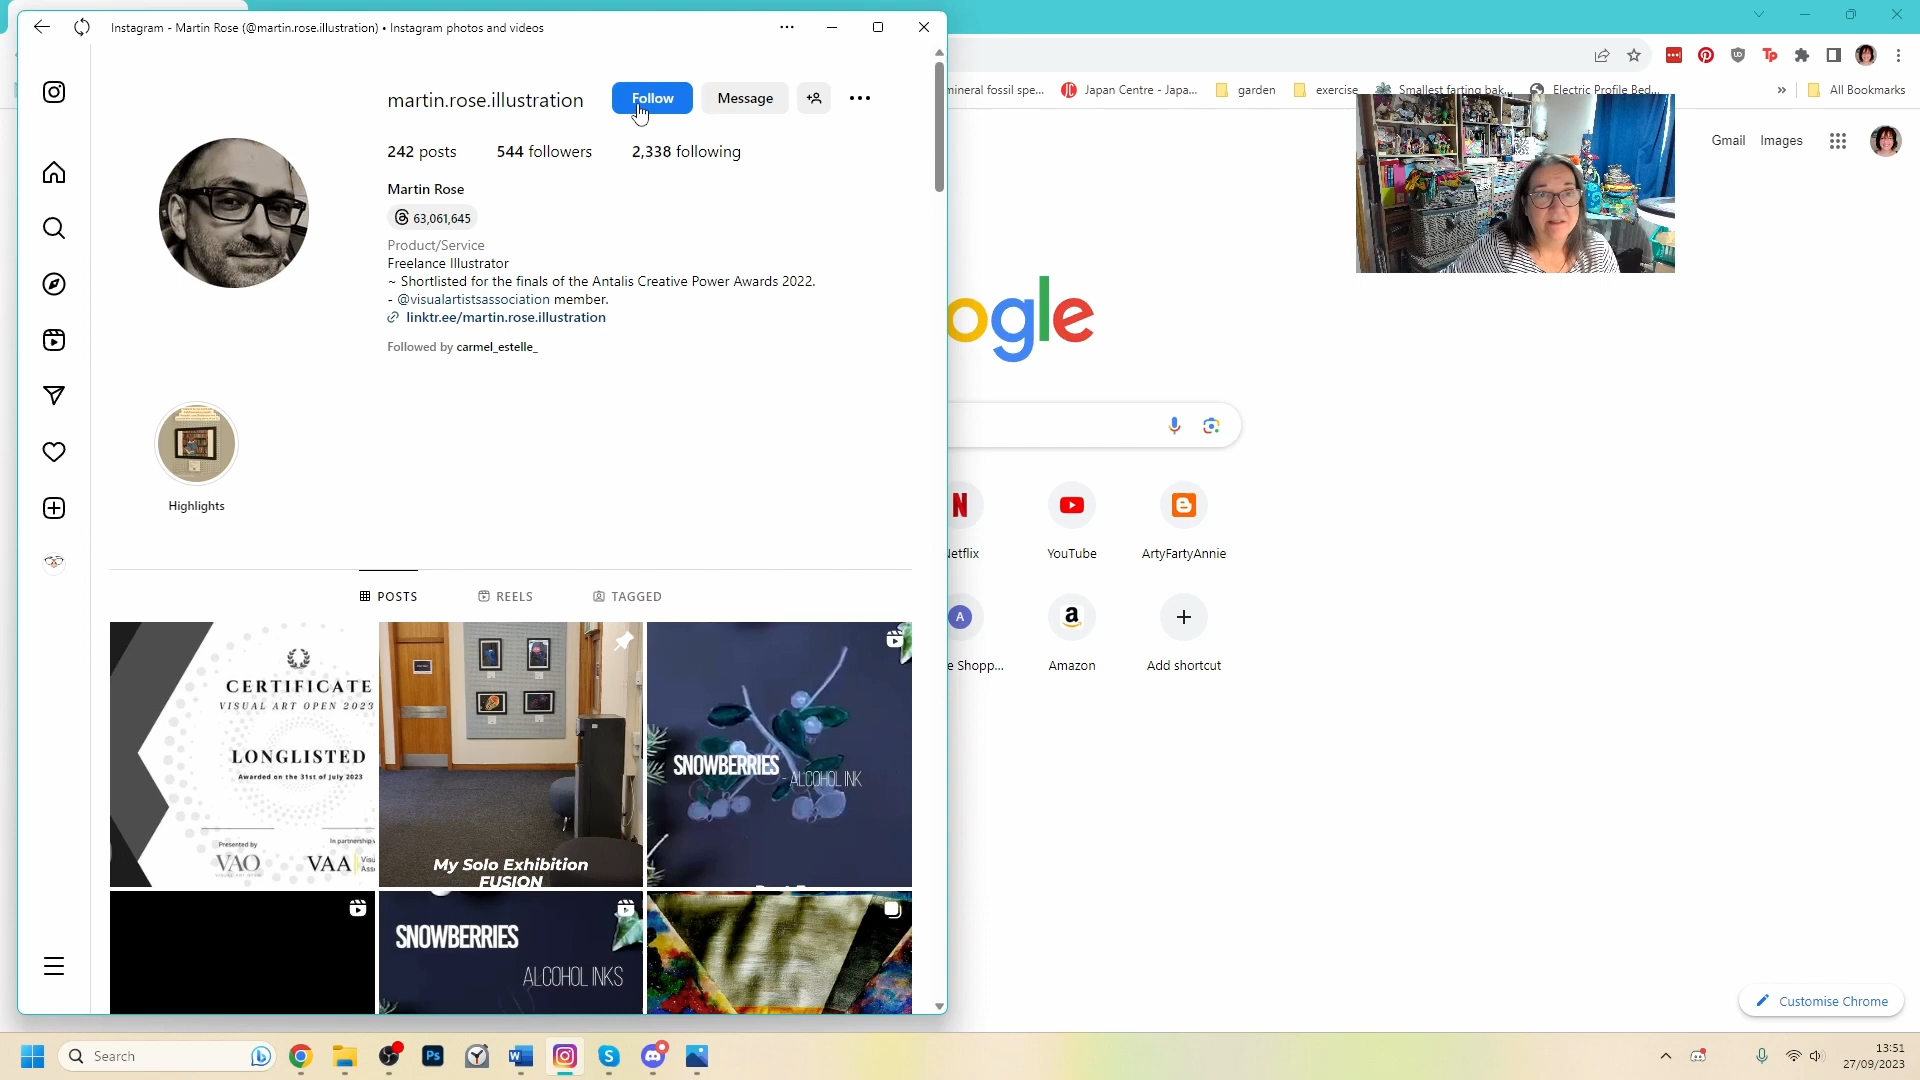 Instagram - Martin Rose (@martin.rose.illustration) • Instagram photos and videos
martin.rose.illustration
Follow
Message
242 posts
544 followers
2,338 following
Martin Rose
63,061,645
Product/Service
Freelance Illustrator
~ Shortlisted for the finals of the Antalis Creative Power Awards 2022.
- @visualartistsassociation member.
linktr.ee/martin.rose.illustration
Followed by carmel_estelle_
Highlights
POSTS
REELS
TAGGED
CERTIFICATE
VISUAL ART OPEN 2023
LONGLISTED
Awarded on the 31st of July 2023
Presented by
In partnership
VAO
VAA
My Solo Exhibition
FUSION
SNOWBERRIES
- ALCOHOL INK
SNOWBERRIES
ALCOHOL INKS
mineral fossil spe...
Japan Centre - Japa...
garden
exercise
Smallest farting bak...
Electric Profile Bed...
»
All Bookmarks
Gmail
Images
ogle
Netflix
YouTube
ArtyFartyAnnie
A
e Shopp...
Amazon
Add shortcut
Customise Chrome
Search
13:51
27/09/2023